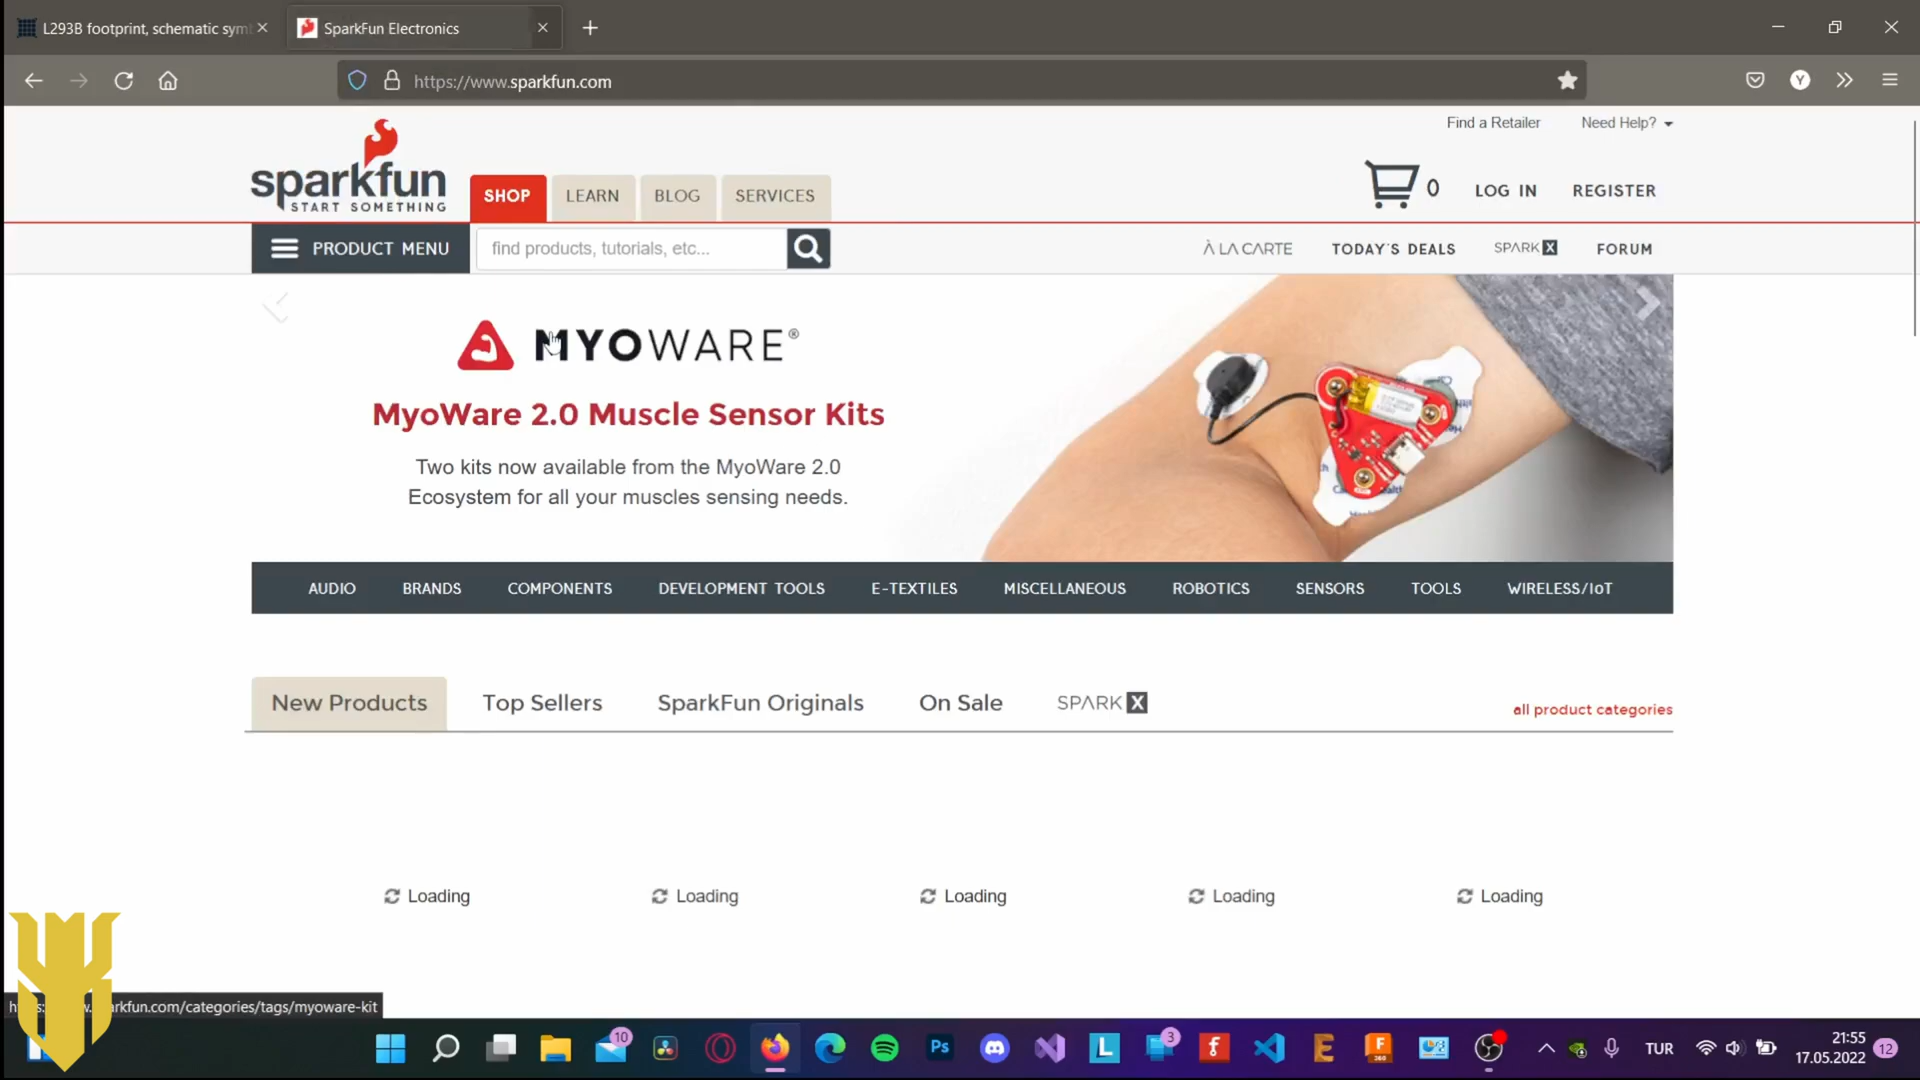 L293B footprint, schematic sym
SparkFun Electronics
https://www.sparkfun.com
Find a Retailer
Need Help?
sparkfun
START SOMETHING
SHOP
LEARN
BLOG
SERVICES
0
LOG IN
REGISTER
PRODUCT MENU
find products, tutorials, etc...
À LA CARTE
TODAY'S DEALS
SPARK X
FORUM
MYOWARE®
MyoWare 2.0 Muscle Sensor Kits
Two kits now available from the MyoWare 2.0
Ecosystem for all your muscles sensing needs.
AUDIO
BRANDS
COMPONENTS
DEVELOPMENT TOOLS
E-TEXTILES
MISCELLANEOUS
ROBOTICS
SENSORS
TOOLS
WIRELESS/IoT
New Products
Top Sellers
SparkFun Originals
On Sale
SPARK X
all product categories
Loading
Loading
Loading
Loading
Loading
arkfun.com/categories/tags/myoware-kit
10
Ps
L
3
E
F
360
TUR
21:55
17.05.2022
12
Y